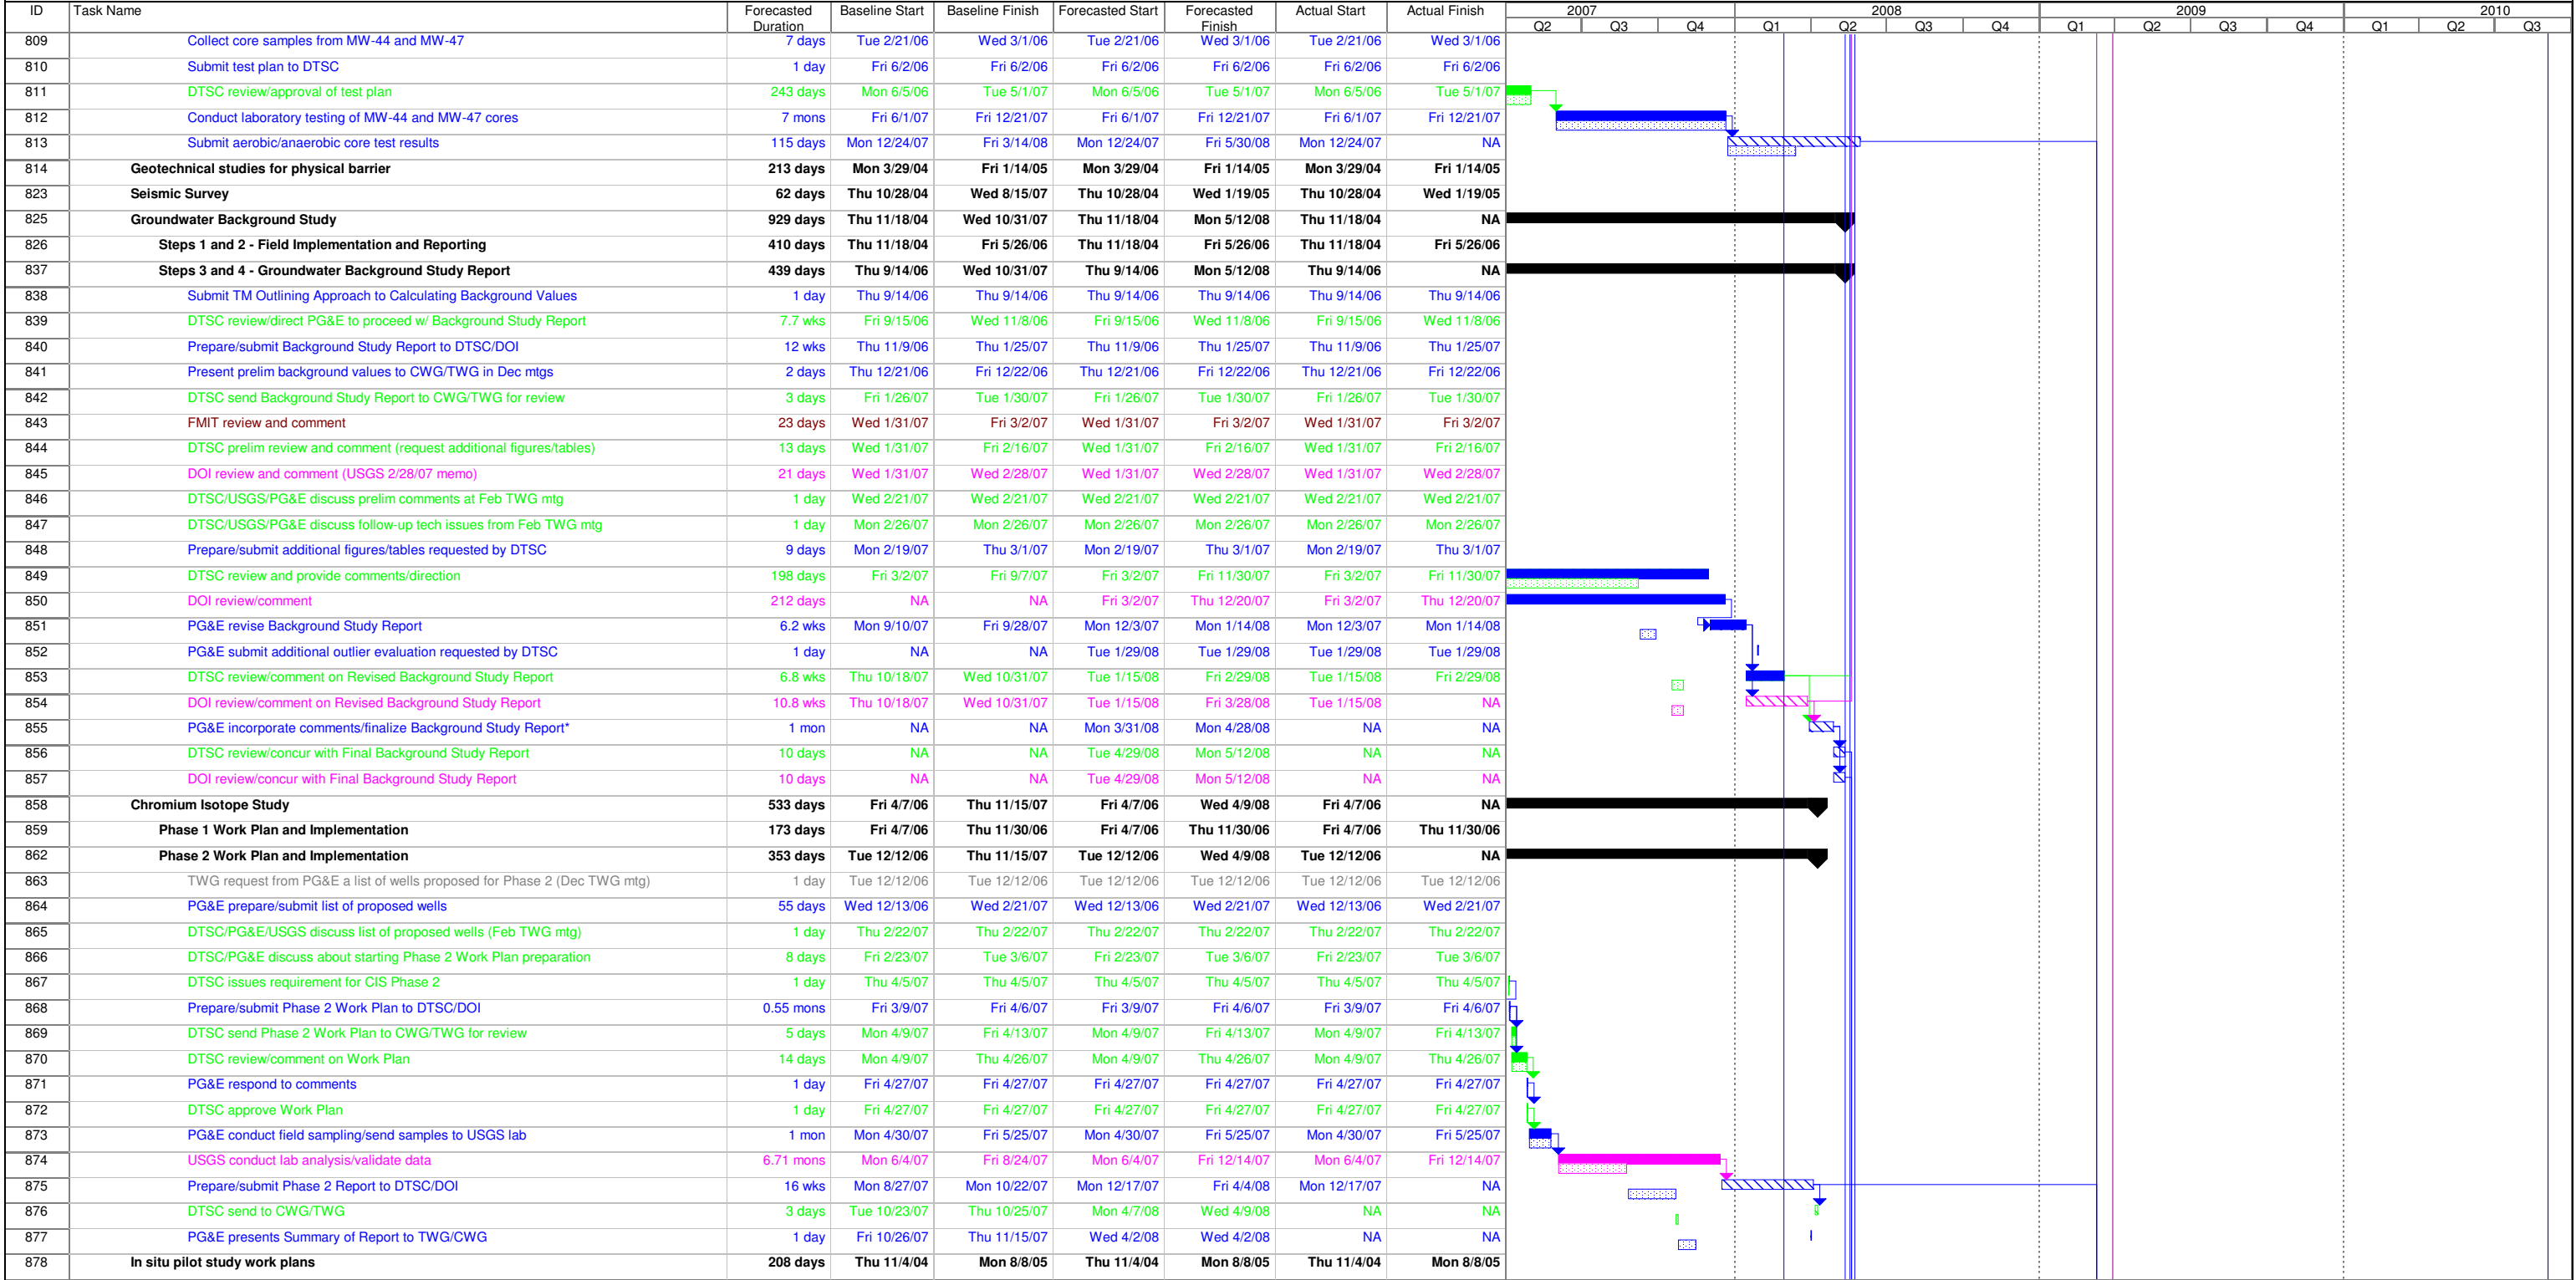 ID Task Name Forecasted Duration Baseline Start Baseline Finish Forecasted Start Forecasted Finish Actual Start Actual Finish 2007 2008 2009 2010
Q2 Q3 Q4 Q1 Q2 Q3 Q4 Q1 Q2 Q3 Q4 Q1 Q2 Q3
809 Collect core samples from MW-44 and MW-47 7 days Tue 2/21/06 Wed 3/1/06 Tue 2/21/06 Wed 3/1/06 Tue 2/21/06 Wed 3/1/06
810 Submit test plan to DTSC 1 day Fri 6/2/06 Fri 6/2/06 Fri 6/2/06 Fri 6/2/06 Fri 6/2/06 Fri 6/2/06
811 DTSC review/approval of test plan 243 days Mon 6/5/06 Tue 5/1/07 Mon 6/5/06 Tue 5/1/07 Mon 6/5/06 Tue 5/1/07
812 Conduct laboratory testing of MW-44 and MW-47 cores 7 mons Fri 6/1/07 Fri 12/21/07 Fri 6/1/07 Fri 12/21/07 Fri 6/1/07 Fri 12/21/07
813 Submit aerobic/anaerobic core test results 115 days Mon 12/24/07 Fri 3/14/08 Mon 12/24/07 Fri 5/30/08 Mon 12/24/07 NA
814 Geotechnical studies for physical barrier 213 days Mon 3/29/04 Fri 1/14/05 Mon 3/29/04 Fri 1/14/05 Mon 3/29/04 Fri 1/14/05
823 Seismic Survey 62 days Thu 10/28/04 Wed 8/15/07 Thu 10/28/04 Wed 1/19/05 Thu 10/28/04 Wed 1/19/05
825 Groundwater Background Study 929 days Thu 11/18/04 Wed 10/31/07 Thu 11/18/04 Mon 5/12/08 Thu 11/18/04 NA
826 Steps 1 and 2 - Field Implementation and Reporting 410 days Thu 11/18/04 Fri 5/26/06 Thu 11/18/04 Fri 5/26/06 Thu 11/18/04 Fri 5/26/06
837 Steps 3 and 4 - Groundwater Background Study Report 439 days Thu 9/14/06 Wed 10/31/07 Thu 9/14/06 Mon 5/12/08 Thu 9/14/06 NA
838 Submit TM Outlining Approach to Calculating Background Values 1 day Thu 9/14/06 Thu 9/14/06 Thu 9/14/06 Thu 9/14/06 Thu 9/14/06 Thu 9/14/06
839 DTSC review/direct PG&E to proceed w/ Background Study Report 7.7 wks Fri 9/15/06 Wed 11/8/06 Fri 9/15/06 Wed 11/8/06 Fri 9/15/06 Wed 11/8/06
840 Prepare/submit Background Study Report to DTSC/DOI 12 wks Thu 11/9/06 Thu 1/25/07 Thu 11/9/06 Thu 1/25/07 Thu 11/9/06 Thu 1/25/07
841 Present prelim background values to CWG/TWG in Dec mtgs 2 days Thu 12/21/06 Fri 12/22/06 Thu 12/21/06 Fri 12/22/06 Thu 12/21/06 Fri 12/22/06
842 DTSC send Background Study Report to CWG/TWG for review 3 days Fri 1/26/07 Tue 1/30/07 Fri 1/26/07 Tue 1/30/07 Fri 1/26/07 Tue 1/30/07
843 FMIT review and comment 23 days Wed 1/31/07 Fri 3/2/07 Wed 1/31/07 Fri 3/2/07 Wed 1/31/07 Fri 3/2/07
844 DTSC prelim review and comment (request additional figures/tables) 13 days Wed 1/31/07 Fri 2/16/07 Wed 1/31/07 Fri 2/16/07 Wed 1/31/07 Fri 2/16/07
845 DOI review and comment (USGS 2/28/07 memo) 21 days Wed 1/31/07 Wed 2/28/07 Wed 1/31/07 Wed 2/28/07 Wed 1/31/07 Wed 2/28/07
846 DTSC/USGS/PG&E discuss prelim comments at Feb TWG mtg 1 day Wed 2/21/07 Wed 2/21/07 Wed 2/21/07 Wed 2/21/07 Wed 2/21/07 Wed 2/21/07
847 DTSC/USGS/PG&E discuss follow-up tech issues from Feb TWG mtg 1 day Mon 2/26/07 Mon 2/26/07 Mon 2/26/07 Mon 2/26/07 Mon 2/26/07 Mon 2/26/07
848 Prepare/submit additional figures/tables requested by DTSC 9 days Mon 2/19/07 Thu 3/1/07 Mon 2/19/07 Thu 3/1/07 Mon 2/19/07 Thu 3/1/07
849 DTSC review and provide comments/direction 198 days Fri 3/2/07 Fri 9/7/07 Fri 3/2/07 Fri 11/30/07 Fri 3/2/07 Fri 11/30/07
850 DOI review/comment 212 days NA NA Fri 3/2/07 Thu 12/20/07 Fri 3/2/07 Thu 12/20/07
851 PG&E revise Background Study Report 6.2 wks Mon 9/10/07 Fri 9/28/07 Mon 12/3/07 Mon 1/14/08 Mon 12/3/07 Mon 1/14/08
852 PG&E submit additional outlier evaluation requested by DTSC 1 day NA NA Tue 1/29/08 Tue 1/29/08 Tue 1/29/08 Tue 1/29/08
853 DTSC review/comment on Revised Background Study Report 6.8 wks Thu 10/18/07 Wed 10/31/07 Tue 1/15/08 Fri 2/29/08 Tue 1/15/08 Fri 2/29/08
854 DOI review/comment on Revised Background Study Report 10.8 wks Thu 10/18/07 Wed 10/31/07 Tue 1/15/08 Fri 3/28/08 Tue 1/15/08 NA
855 PG&E incorporate comments/finalize Background Study Report* 1 mon NA NA Mon 3/31/08 Mon 4/28/08 NA NA
856 DTSC review/concur with Final Background Study Report 10 days NA NA Tue 4/29/08 Mon 5/12/08 NA NA
857 DOI review/concur with Final Background Study Report 10 days NA NA Tue 4/29/08 Mon 5/12/08 NA NA
858 Chromium Isotope Study 533 days Fri 4/7/06 Thu 11/15/07 Fri 4/7/06 Wed 4/9/08 Fri 4/7/06 NA
859 Phase 1 Work Plan and Implementation 173 days Fri 4/7/06 Thu 11/30/06 Fri 4/7/06 Thu 11/30/06 Fri 4/7/06 Thu 11/30/06
862 Phase 2 Work Plan and Implementation 353 days Tue 12/12/06 Thu 11/15/07 Tue 12/12/06 Wed 4/9/08 Tue 12/12/06 NA
863 TWG request from PG&E a list of wells proposed for Phase 2 (Dec TWG mtg) 1 day Tue 12/12/06 Tue 12/12/06 Tue 12/12/06 Tue 12/12/06 Tue 12/12/06 Tue 12/12/06
864 PG&E prepare/submit list of proposed wells 55 days Wed 12/13/06 Wed 2/21/07 Wed 12/13/06 Wed 2/21/07 Wed 12/13/06 Wed 2/21/07
865 DTSC/PG&E/USGS discuss list of proposed wells (Feb TWG mtg) 1 day Thu 2/22/07 Thu 2/22/07 Thu 2/22/07 Thu 2/22/07 Thu 2/22/07 Thu 2/22/07
866 DTSC/PG&E discuss about starting Phase 2 Work Plan preparation 8 days Fri 2/23/07 Tue 3/6/07 Fri 2/23/07 Tue 3/6/07 Fri 2/23/07 Tue 3/6/07
867 DTSC issues requirement for CIS Phase 2 1 day Thu 4/5/07 Thu 4/5/07 Thu 4/5/07 Thu 4/5/07 Thu 4/5/07 Thu 4/5/07
868 Prepare/submit Phase 2 Work Plan to DTSC/DOI 0.55 mons Fri 3/9/07 Fri 4/6/07 Fri 3/9/07 Fri 4/6/07 Fri 3/9/07 Fri 4/6/07
869 DTSC send Phase 2 Work Plan to CWG/TWG for review 5 days Mon 4/9/07 Fri 4/13/07 Mon 4/9/07 Fri 4/13/07 Mon 4/9/07 Fri 4/13/07
870 DTSC review/comment on Work Plan 14 days Mon 4/9/07 Thu 4/26/07 Mon 4/9/07 Thu 4/26/07 Mon 4/9/07 Thu 4/26/07
871 PG&E respond to comments 1 day Fri 4/27/07 Fri 4/27/07 Fri 4/27/07 Fri 4/27/07 Fri 4/27/07 Fri 4/27/07
872 DTSC approve Work Plan 1 day Fri 4/27/07 Fri 4/27/07 Fri 4/27/07 Fri 4/27/07 Fri 4/27/07 Fri 4/27/07
873 PG&E conduct field sampling/send samples to USGS lab 1 mon Mon 4/30/07 Fri 5/25/07 Mon 4/30/07 Fri 5/25/07 Mon 4/30/07 Fri 5/25/07
874 USGS conduct lab analysis/validate data 6.71 mons Mon 6/4/07 Fri 8/24/07 Mon 6/4/07 Fri 12/14/07 Mon 6/4/07 Fri 12/14/07
875 Prepare/submit Phase 2 Report to DTSC/DOI 16 wks Mon 8/27/07 Mon 10/22/07 Mon 12/17/07 Fri 4/4/08 Mon 12/17/07 NA
876 DTSC send to CWG/TWG 3 days Tue 10/23/07 Thu 10/25/07 Mon 4/7/08 Wed 4/9/08 NA NA
877 PG&E presents Summary of Report to TWG/CWG 1 day Fri 10/26/07 Thu 11/15/07 Wed 4/2/08 Wed 4/2/08 NA NA
878 In situ pilot study work plans 208 days Thu 11/4/04 Mon 8/8/05 Thu 11/4/04 Mon 8/8/05 Thu 11/4/04 Mon 8/8/05